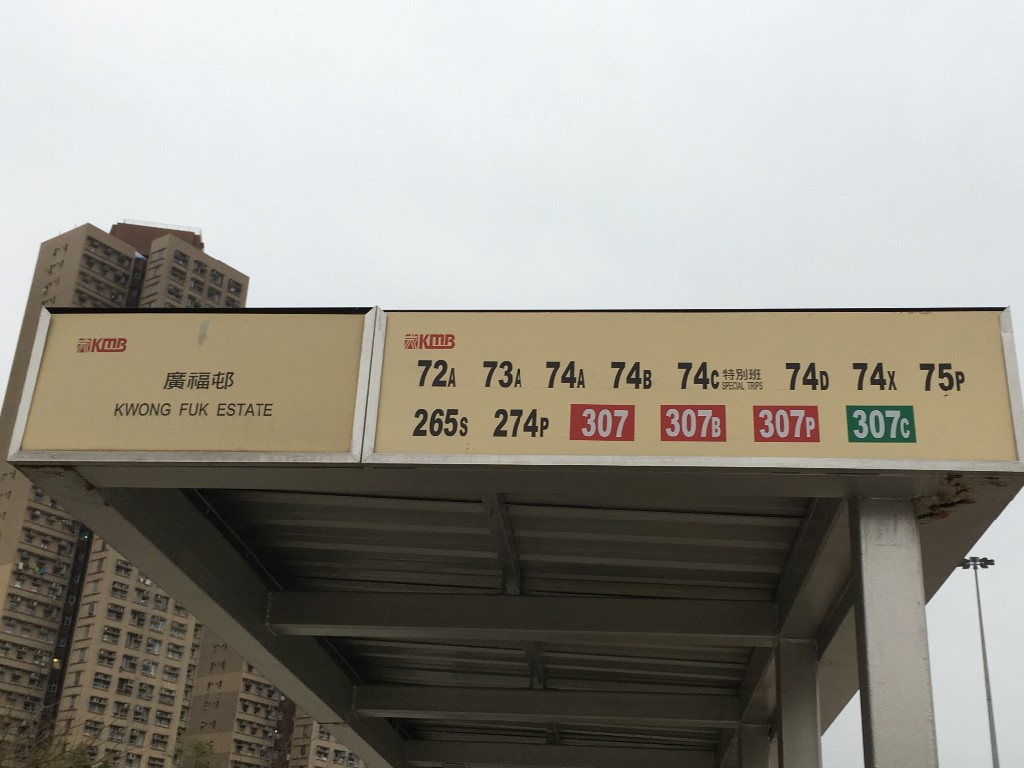 KMB
廣福邨
KWONG FUK ESTATE
KMB
72A 73A 74A 74B 74C 特別班 SPECIAL TRIPS 74D 74X 75P
265S 274P 307 307B 307P 307C